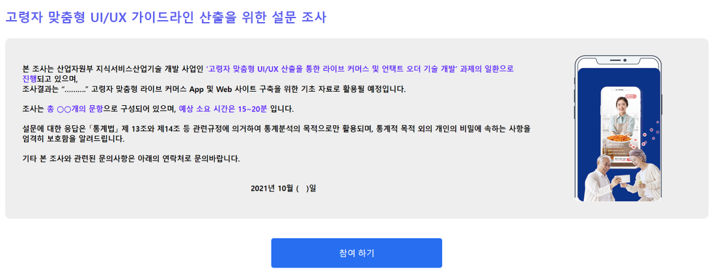 고령자 맞춤형 UI/UX 가이드라인 산출을 위한 설문 조사
본 조사는 산업자원부 지식서비스산업기술 개발 사업인 '고령자 맞춤형 UI/UX 산출을 통한 라이브 커머스 및 언택트 오더 기술 개발' 과제의 일환으로
진행되고 있으며,
조사결과는 “..........” 고령자 맞춤형 라이브 커머스 App 및 Web 사이트 구축을 위한 기초 자료로 활용될 예정입니다.
조사는 총 ○○개의 문항으로 구성되어 있으며, 예상 소요 시간은 15~20분 입니다.
설문에 대한 응답은 「통계법」 제 13조와 제14조 등 관련규정에 의거하여 통계분석의 목적으로만 활용되며, 통계적 목적 외의 개인의 비밀에 속하는 사항을
엄격히 보호함을 알려드립니다.
기타 본 조사와 관련된 문의사항은 아래의 연락처로 문의바랍니다.
2021년 10월 ( )일
참여 하기